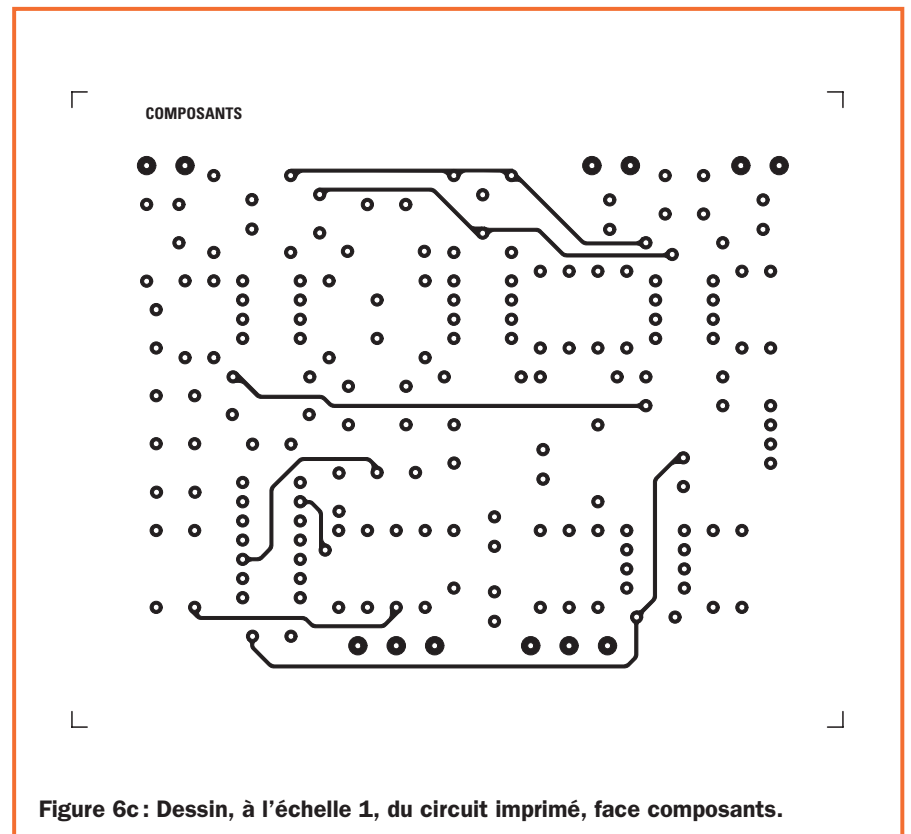 COMPOSANTS
Figure 6c : Dessin, à l'échelle 1, du circuit imprimé, face composants.